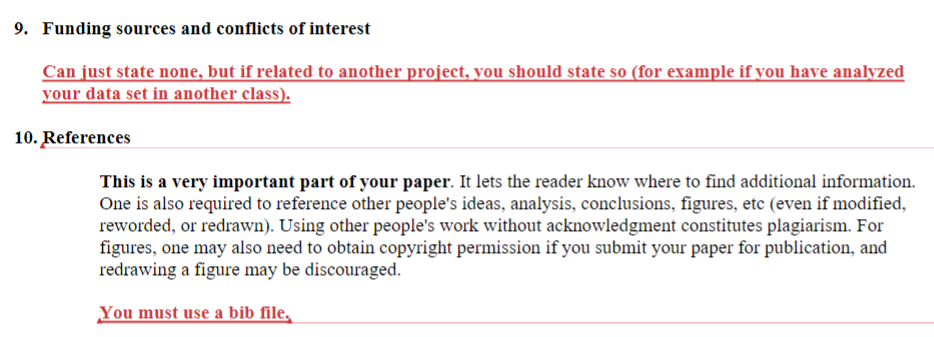 9. Funding sources and conflicts of interest
Can just state none, but if related to another project, you should state so (for example if you have analyzed
your data set in another class).
10. References
This is a very important part of your paper. It lets the reader know where to find additional information.
One is also required to reference other people's ideas, analysis, conclusions, figures, etc (even if modified,
reworded, or redrawn). Using other people's work without acknowledgment constitutes plagiarism. For
figures, one may also need to obtain copyright permission if you submit your paper for publication, and
redrawing a figure may be discouraged.
You must use a bib file.